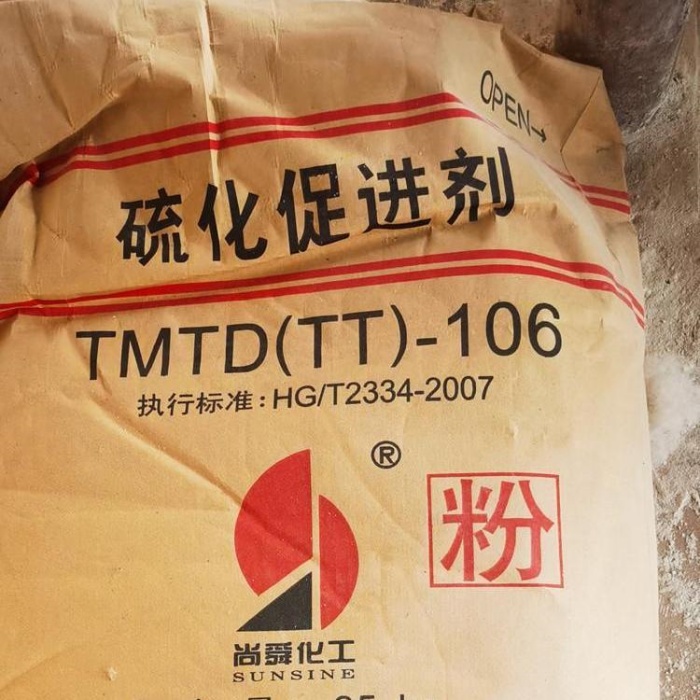 OPEN→
硫化促进剂
TMTD(TT)-106
执行标准:HG/T2334-2007
®
粉
尚舜化工
SUNSINE